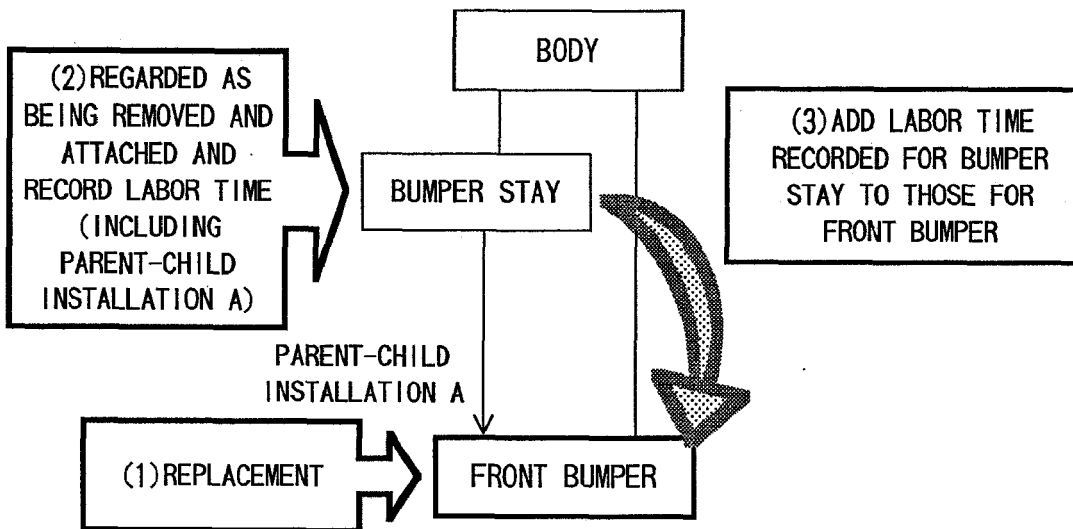 BODY
(2)REGARDED AS
BEING REMOVED AND
ATTACHED AND
RECORD LABOR TIME
(INCLUDING
PARENT-CHILD
INSTALLATION A)
BUMPER STAY
(3)ADD LABOR TIME
RECORDED FOR BUMPER
STAY TO THOSE FOR
FRONT BUMPER
PARENT-CHILD
INSTALLATION A
(1)REPLACEMENT
FRONT BUMPER